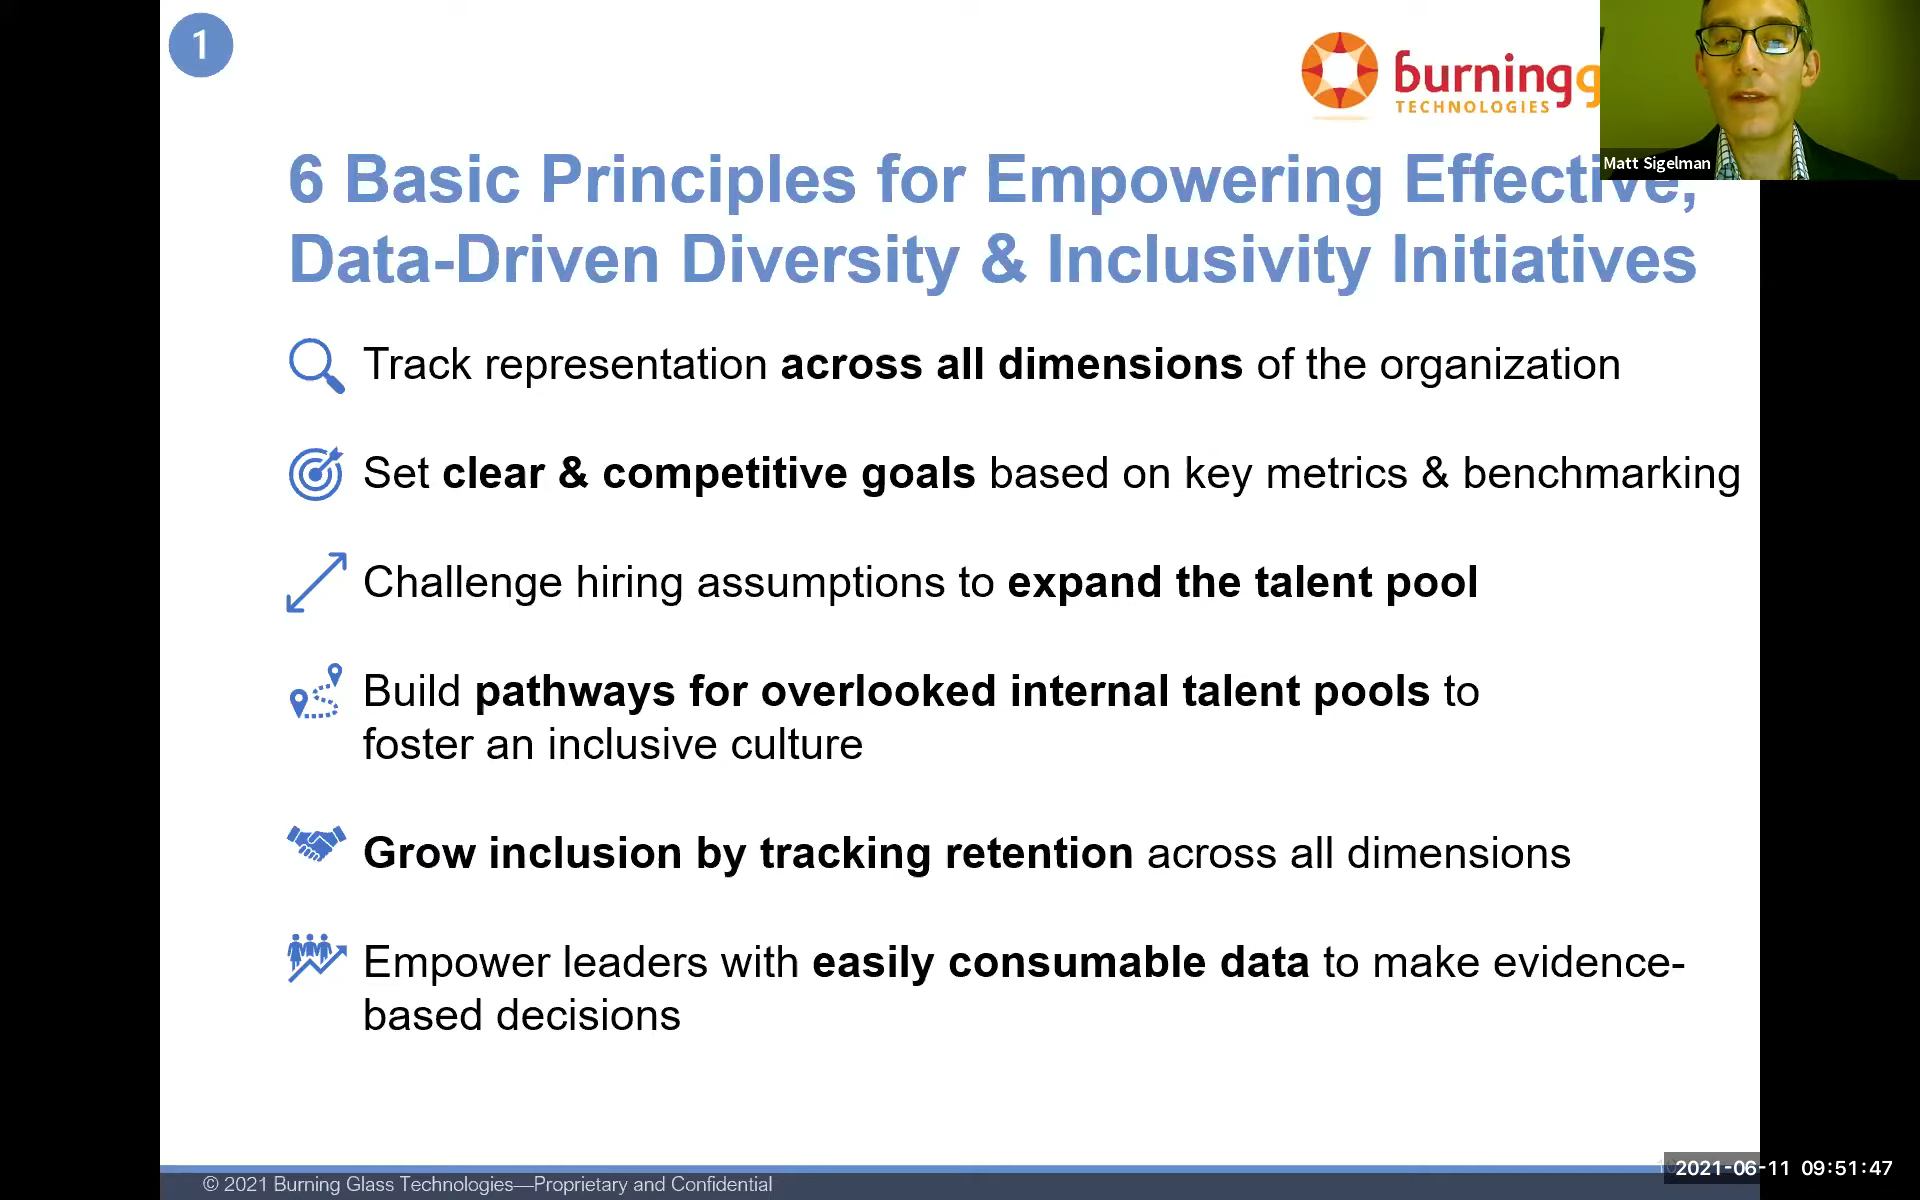 1
burningg
TECHNOLOGIES
Matt Sigelman
6 Basic Principles for Empowering Effective,
Data-Driven Diversity & Inclusivity Initiatives
Track representation across all dimensions of the organization
Set clear & competitive goals based on key metrics & benchmarking
Challenge hiring assumptions to expand the talent pool
Build pathways for overlooked internal talent pools to
foster an inclusive culture
Grow inclusion by tracking retention across all dimensions
Empower leaders with easily consumable data to make evidence-
based decisions
© 2021 Burning Glass Technologies—Proprietary and Confidential
2021-06-11 09:51:47